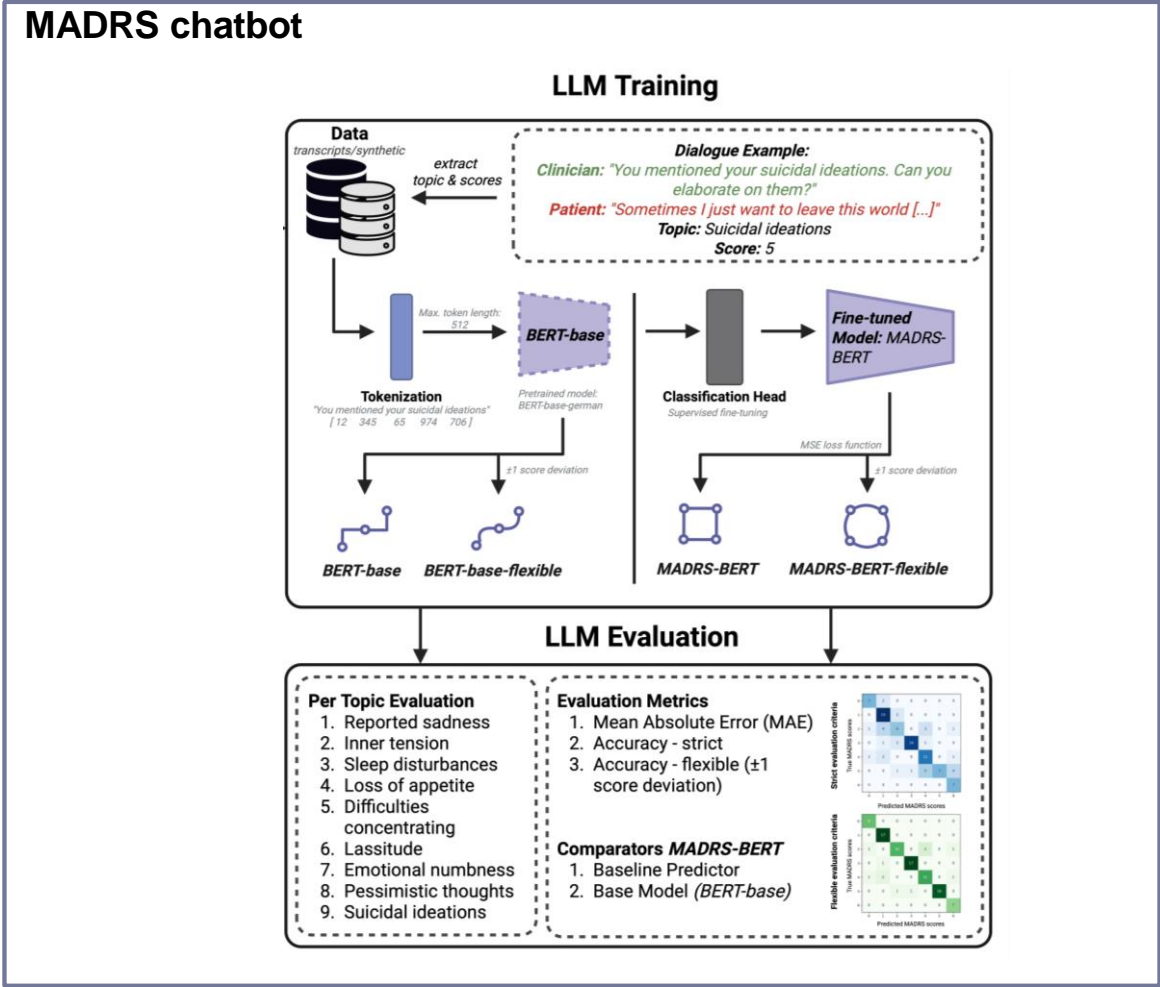 MADRS chatbot
LLM Training
Data
transcripts/synthetic
extract
topic & scores
Dialogue Example:
Clinician: "You mentioned your suicidal ideations. Can you
elaborate on them?"
Patient: "Sometimes I just want to leave this world [...]"
Topic: Suicidal ideations
Score: 5
Max. token length:
512
BERT-base
Fine-tuned
Model: MADRS-
BERT
Tokenization
"You mentioned your suicidal ideations"
[ 12 345 65 974 706 ]
Pretrained model:
BERT-base-german
Classification Head
Supervised fine-tuning
MSE loss function
±1 score deviation
±1 score deviation
BERT-base
BERT-base-flexible
MADRS-BERT
MADRS-BERT-flexible
LLM Evaluation
Per Topic Evaluation
1. Reported sadness
2. Inner tension
3. Sleep disturbances
4. Loss of appetite
5. Difficulties
concentrating
6. Lassitude
7. Emotional numbness
8. Pessimistic thoughts
9. Suicidal ideations
Evaluation Metrics
1. Mean Absolute Error (MAE)
2. Accuracy - strict
3. Accuracy - flexible (±1
score deviation)
Comparators MADRS-BERT
1. Baseline Predictor
2. Base Model (BERT-base)
Strict evaluation criteria
True MADRS scores
Predicted MADRS scores
Flexible evaluation criteria
True MADRS scores
Predicted MADRS scores